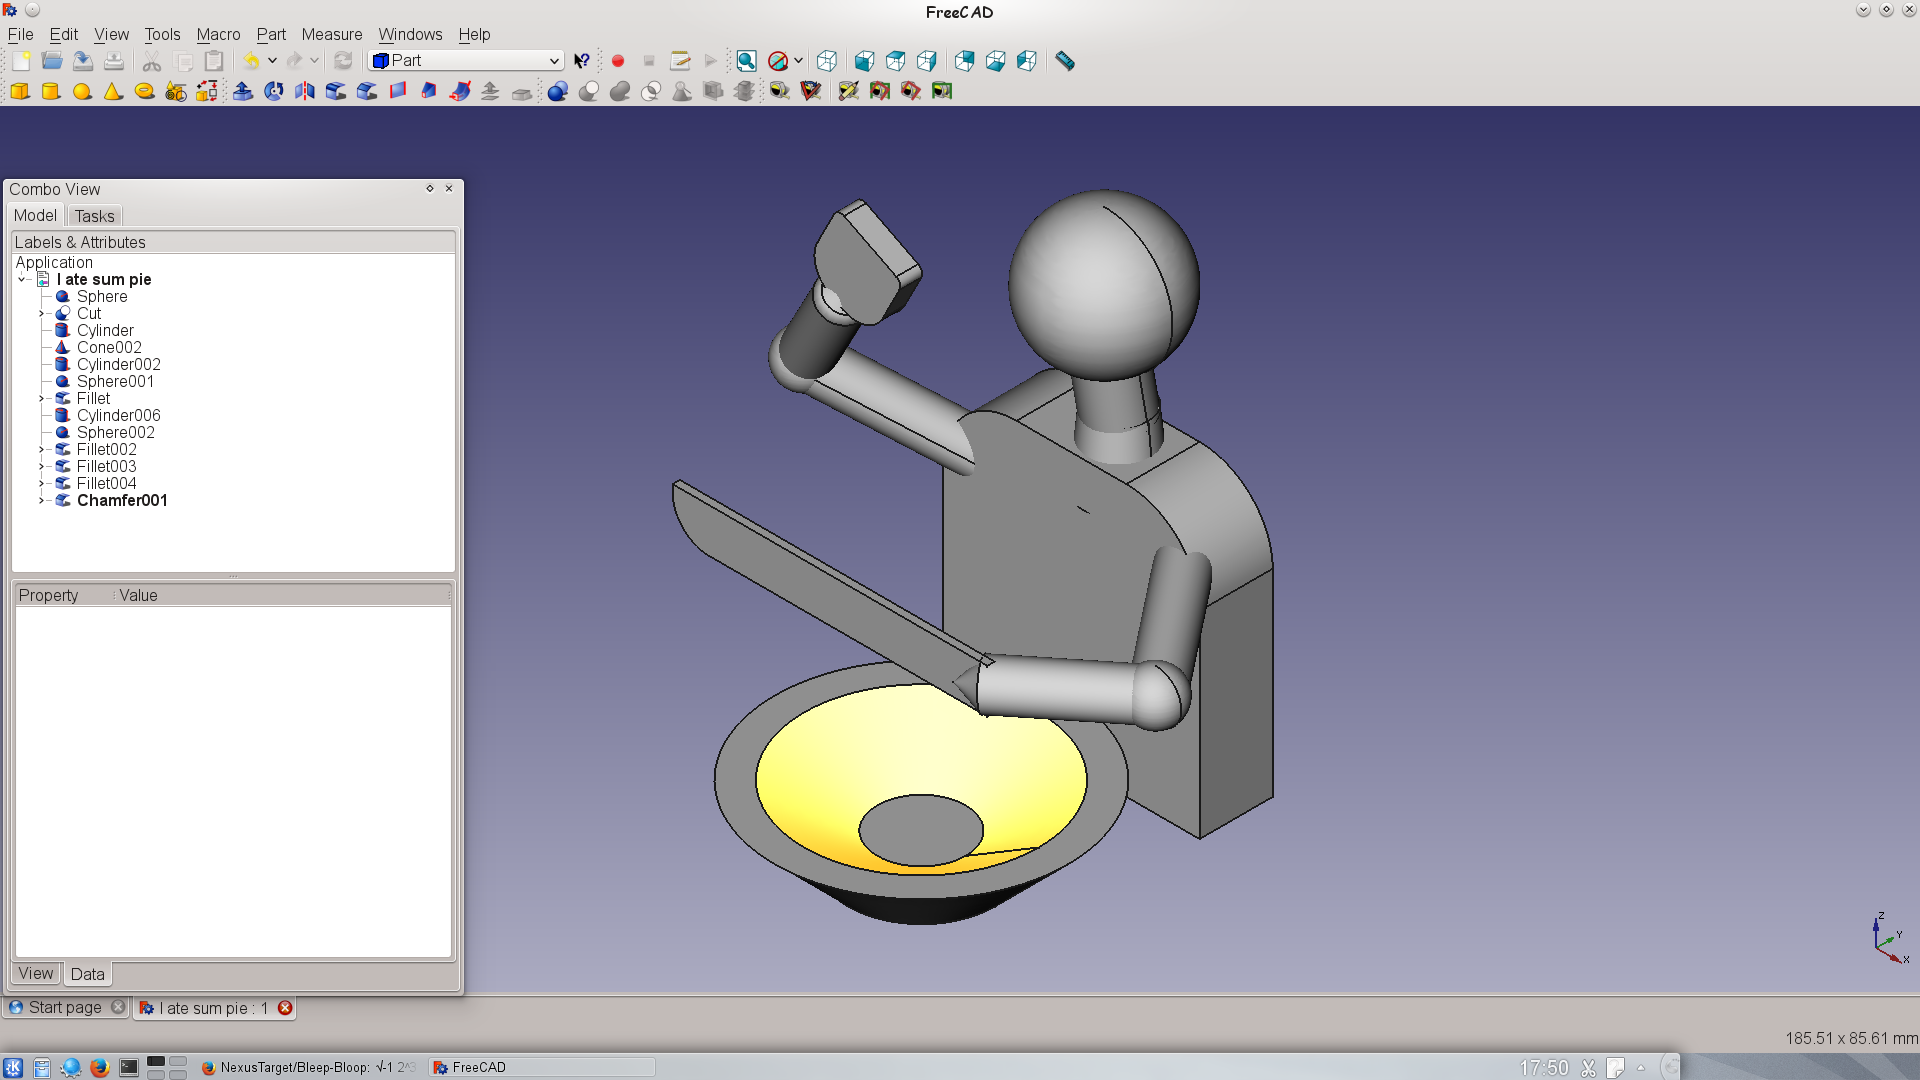 FreeCAD
File Edit View Tools Macro Part Measure Windows Help
Part
Combo View
Model Tasks
Labels & Attributes
Application
I ate sum pie
Sphere
Cut
Cylinder
Cone002
Cylinder002
Sphere001
Fillet
Cylinder006
Sphere002
Fillet002
Fillet003
Fillet004
Chamfer001
Property Value
View Data
Z
Y
X
Start page I ate sum pie : 1
185.51 x 85.61 mm
NexusTarget/Bleep-Bloop: √-1 2^3 FreeCAD 17:50